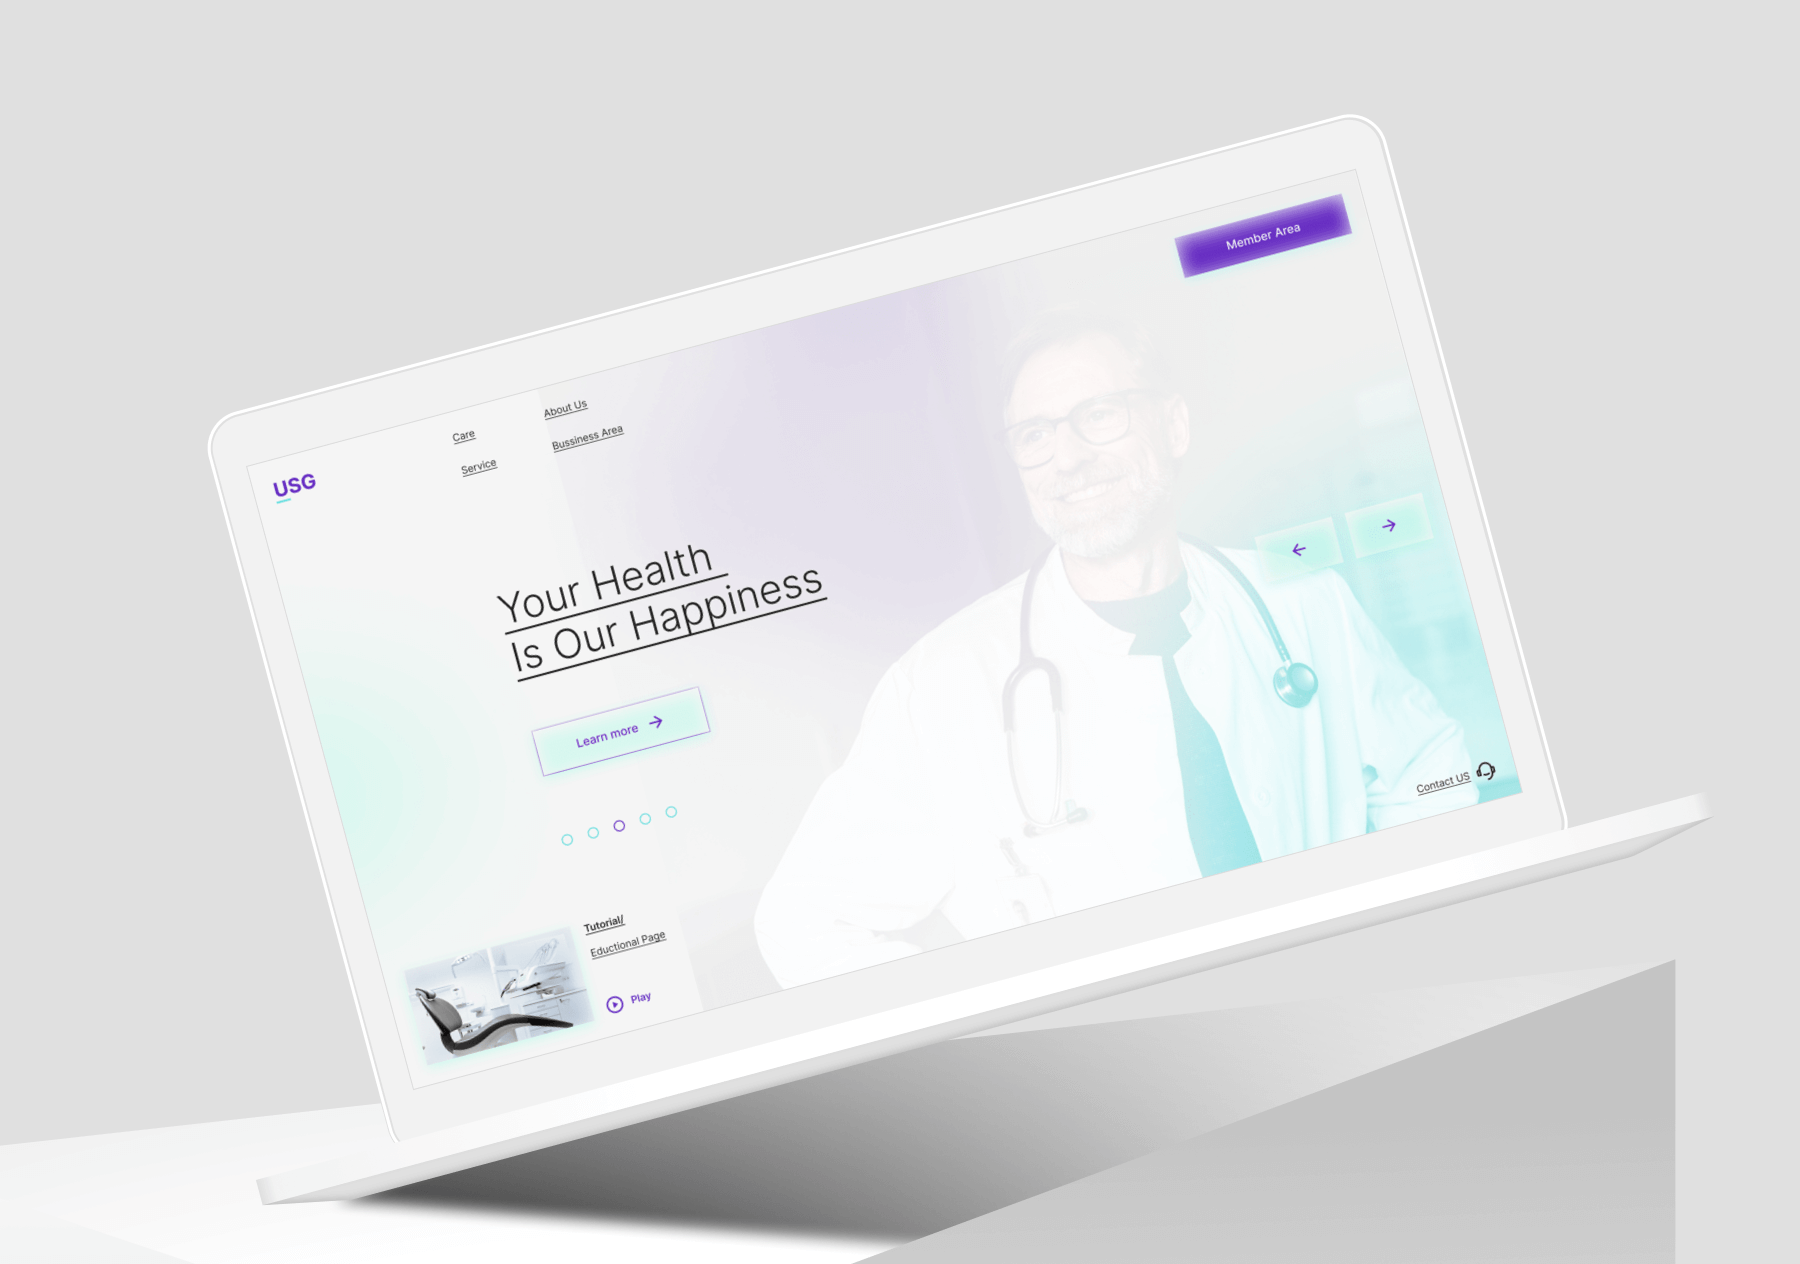 Member Area
USG
Care
About Us
Service
Bussiness Area
Your Health
Is Our Happiness
Learn more
Contact US
Tutorial/
Eductional Page
Play